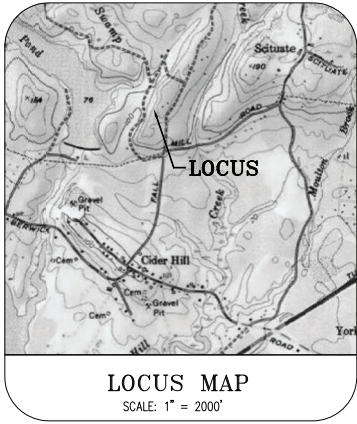 Swamp
Creek
Pond
Scituate
SCITUATE
190
184
76
ROAD
MILL
Brook
LOCUS
Moulton
FALL
Creek
Gravel
Pit
BERWICK
Cem
Cider Hill
Cem
Gravel
Pit
York
Hill
ROAD
LOCUS MAP
SCALE: 1" = 2000'